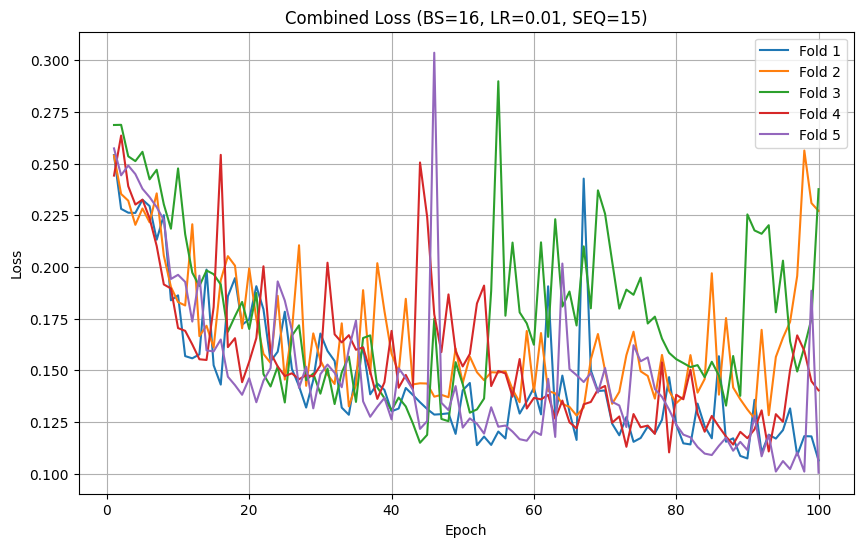 Combined Loss (BS=16, LR=0.01, SEQ=15)
Fold 1
Fold 2
Fold 3
Fold 4
Fold 5
Loss
0.300
0.275
0.250
0.225
0.200
0.175
0.150
0.125
0.100
0
20
40
60
80
100
Epoch